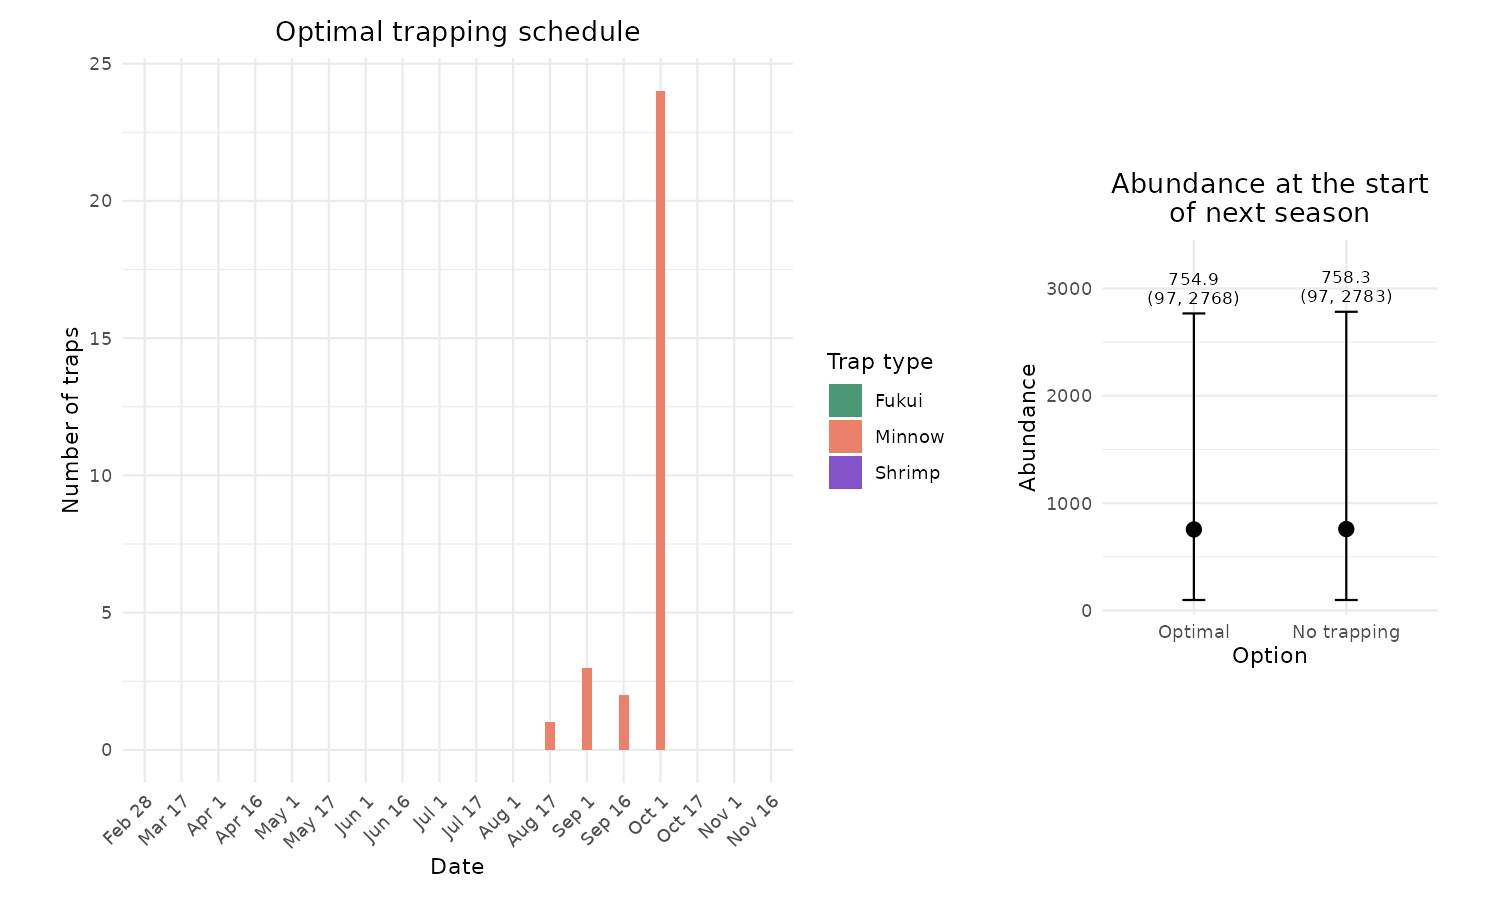 Optimal trapping schedule
25
20
15
10
5
0
Number of traps
Feb 28
Mar 17
Apr 1
Apr 16
May 1
May 17
Jun 1
Jun 16
Jul 1
Jul 17
Aug 1
Aug 17
Sep 1
Sep 16
Oct 1
Oct 17
Nov 1
Nov 16
Date
Trap type
Fukui
Minnow
Shrimp
Abundance at the start
of next season
754.9
(97, 2768)
758.3
(97, 2783)
3000
2000
1000
0
Abundance
Optimal
No trapping
Option